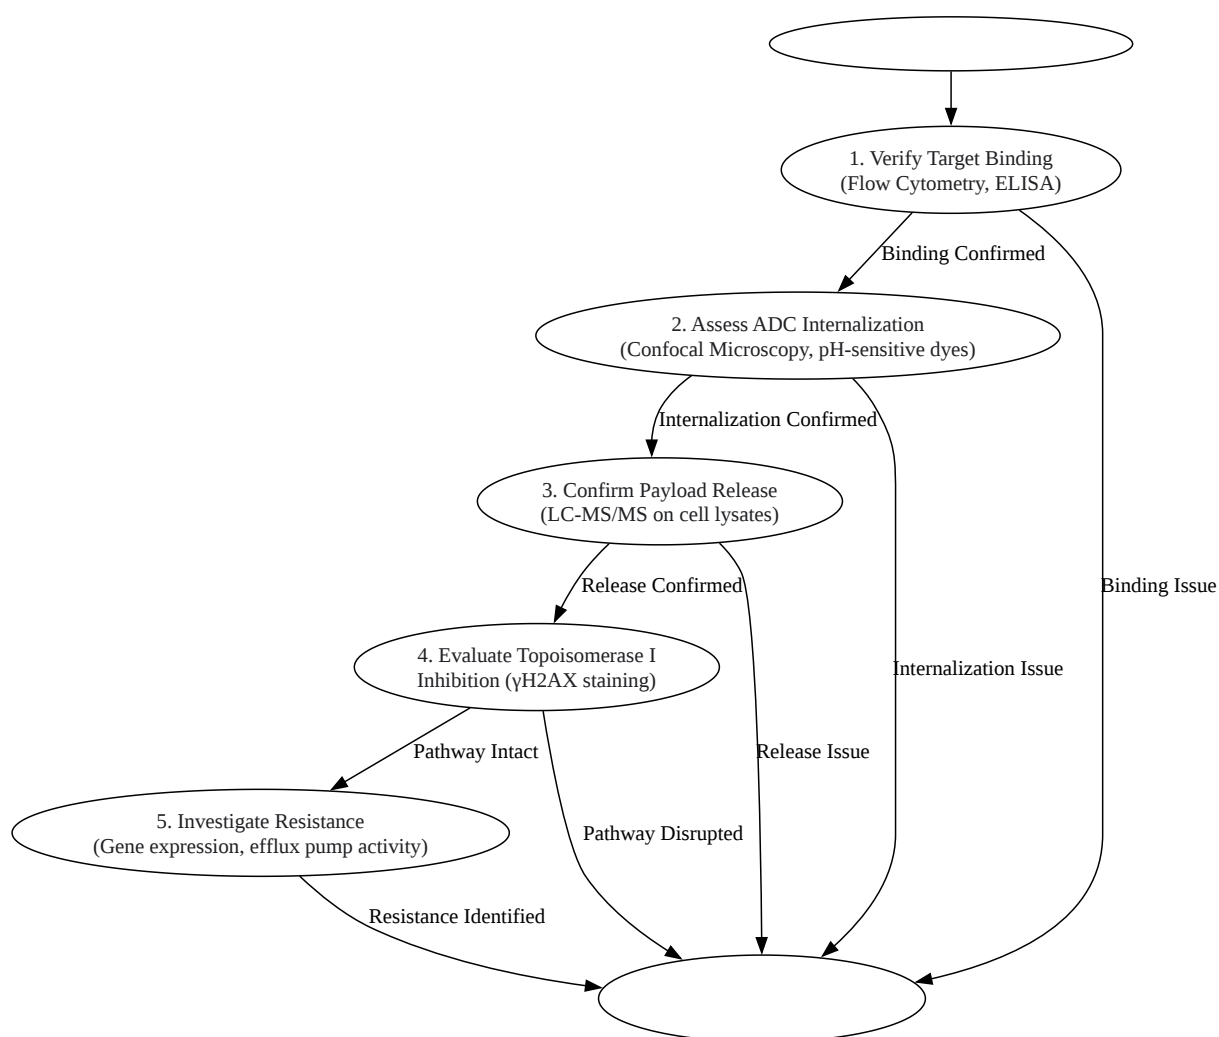 1. Verify Target Binding
(Flow Cytometry, ELISA)
Binding Confirmed
2. Assess ADC Internalization
(Confocal Microscopy, pH-sensitive dyes)
Internalization Confirmed
3. Confirm Payload Release
(LC-MS/MS on cell lysates)
Release Confirmed
Binding Issue
4. Evaluate Topoisomerase I
Inhibition (γH2AX staining)
Internalization Issue
Pathway Intact
Release Issue
5. Investigate Resistance
(Gene expression, efflux pump activity)
Pathway Disrupted
Resistance Identified